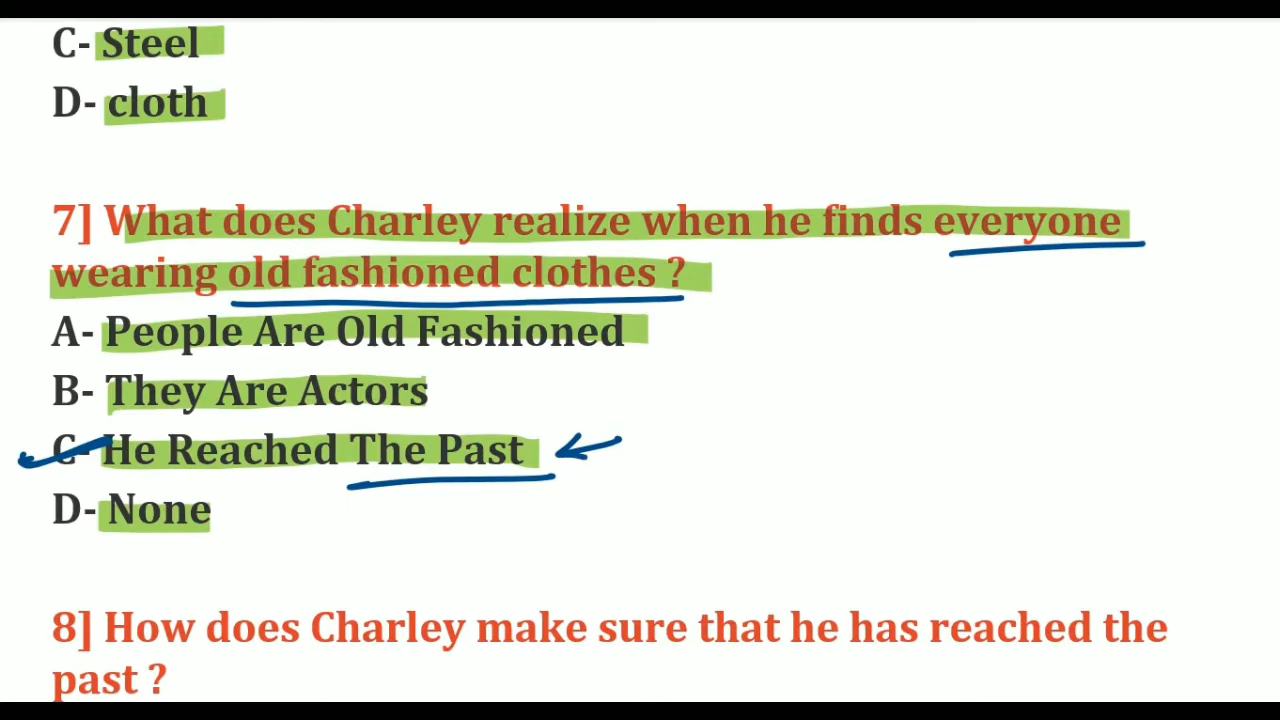 C- Steel
D- cloth
7] What does Charley realize when he finds everyone
wearing old fashioned clothes ?
A- People Are Old Fashioned
B- They Are Actors
C- He Reached The Past
D- None
8] How does Charley make sure that he has reached the
past ?